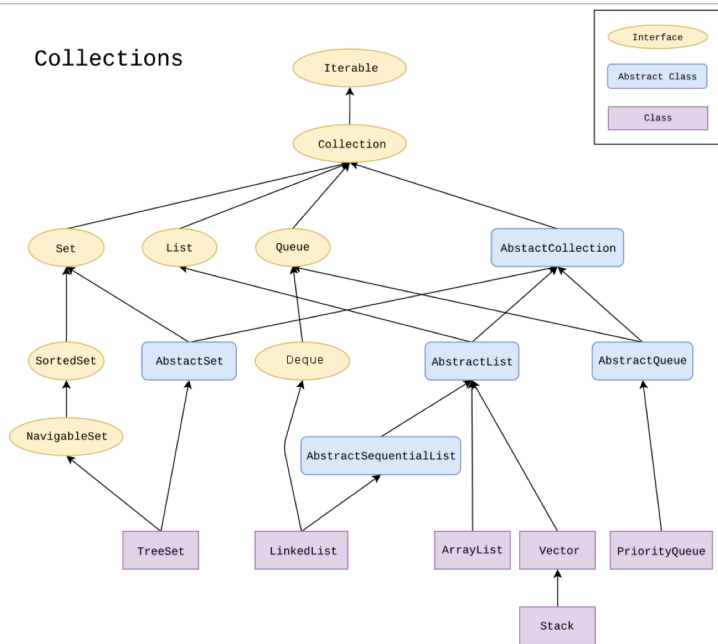 Collections
Interface
Abstract Class
Class
Iterable
Collection
Set
List
Queue
AbstactCollection
SortedSet
AbstactSet
Deque
AbstractList
AbstractQueue
NavigableSet
AbstractSequentialList
TreeSet
LinkedList
ArrayList
Vector
PriorityQueue
Stack